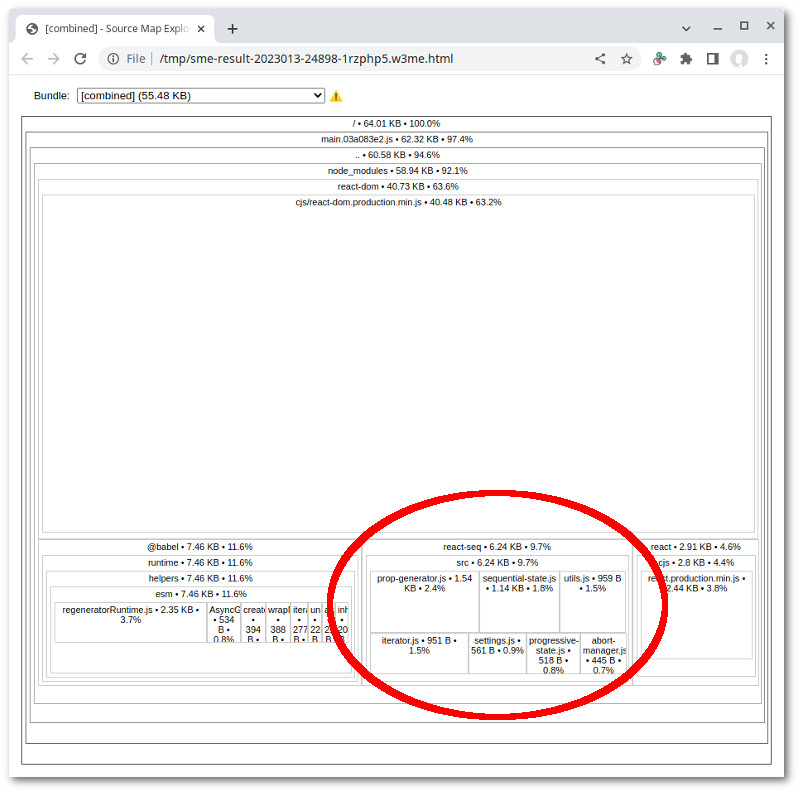 [combined] - Source Map Explo
File
/tmp/sme-result-2023013-24898-1rzphp5.w3me.html
Bundle:
[combined] (55.48 KB)
/ • 64.01 KB • 100.0%
main.03a083e2.js • 62.32 KB • 97.4%
.. • 60.58 KB • 94.6%
node_modules • 58.94 KB • 92.1%
react-dom • 40.73 KB • 63.6%
cjs/react-dom.production.min.js • 40.48 KB • 63.2%
@babel • 7.46 KB • 11.6%
runtime • 7.46 KB • 11.6%
helpers • 7.46 KB • 11.6%
esm • 7.46 KB • 11.6%
regeneratorRuntime.js • 2.35 KB •
3.7%
AsyncG
• 534
B •
0.8%
create
•
394
B •
wrapN
•
388
B •
itera
•
277
B •
un
•
22
B
react-seq • 6.24 KB • 9.7%
src • 6.24 KB • 9.7%
prop-generator.js • 1.54
KB • 2.4%
sequential-state.js
• 1.14 KB • 1.8%
utils.js • 959 B
• 1.5%
iterator.js • 951 B •
1.5%
settings.js •
561 B • 0.9%
progressive-
state.js •
518 B •
0.8%
abort-
manager.js
• 445 B •
0.7%
react • 2.91 KB • 4.6%
cjs • 2.8 KB • 4.4%
react.production.min.js •
2.44 KB • 3.8%